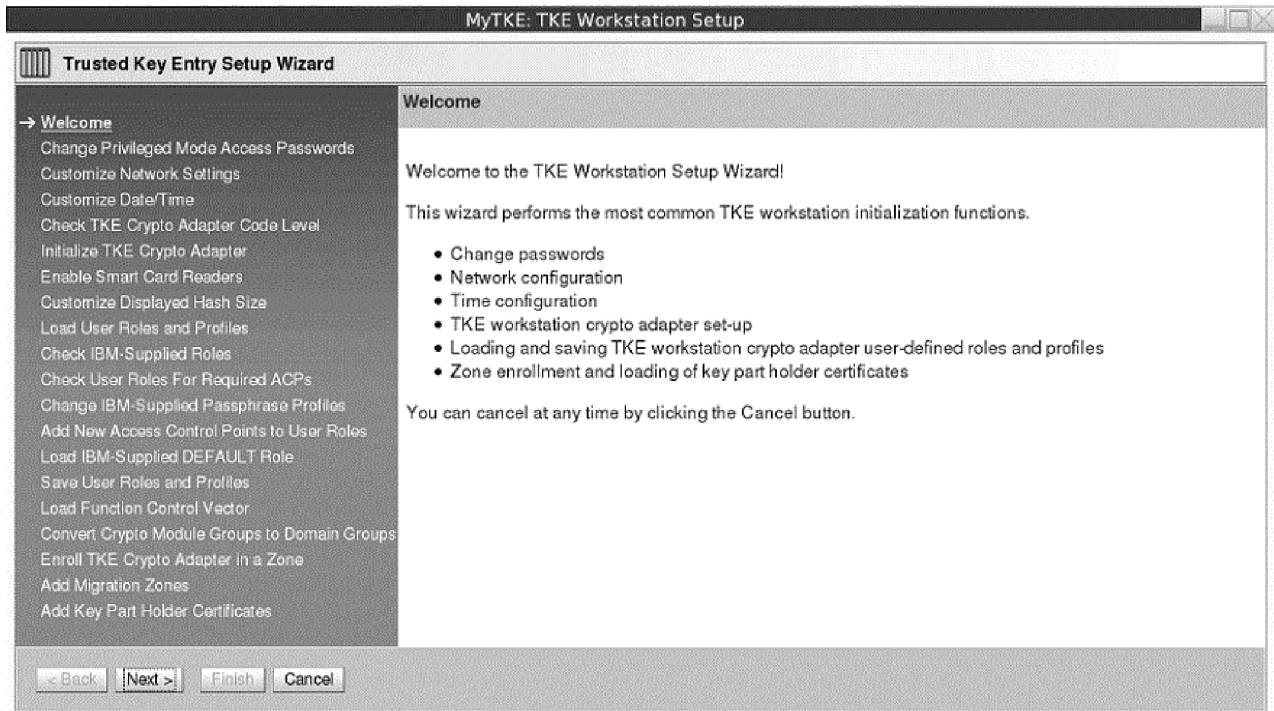 MyTKE: TKE Workstation Setup
Trusted Key Entry Setup Wizard
Welcome
Change Privileged Mode Access Passwords
Customize Network Settings
Customize Date/Time
Check TKE Crypto Adapter Code Level
Initialize TKE Crypto Adapter
Enable Smart Card Readers
Customize Displayed Hash Size
Load User Roles and Profiles
Check IBM-Supplied Roles
Check User Roles For Required ACPs
Change IBM-Supplied Passphrase Profiles
Add New Access Control Points to User Roles
Load IBM-Supplied DEFAULT Role
Save User Roles and Profiles
Load Function Control Vector
Convert Crypto Module Groups to Domain Groups
Enroll TKE Crypto Adapter in a Zone
Add Migration Zones
Add Key Part Holder Certificates
Welcome
Welcome to the TKE Workstation Setup Wizard!
This wizard performs the most common TKE workstation initialization functions.
• Change passwords
• Network configuration
• Time configuration
• TKE workstation crypto adapter set-up
• Loading and saving TKE workstation crypto adapter user-defined roles and profiles
• Zone enrollment and loading of key part holder certificates
You can cancel at any time by clicking the Cancel button.
< Back Next > Finish Cancel